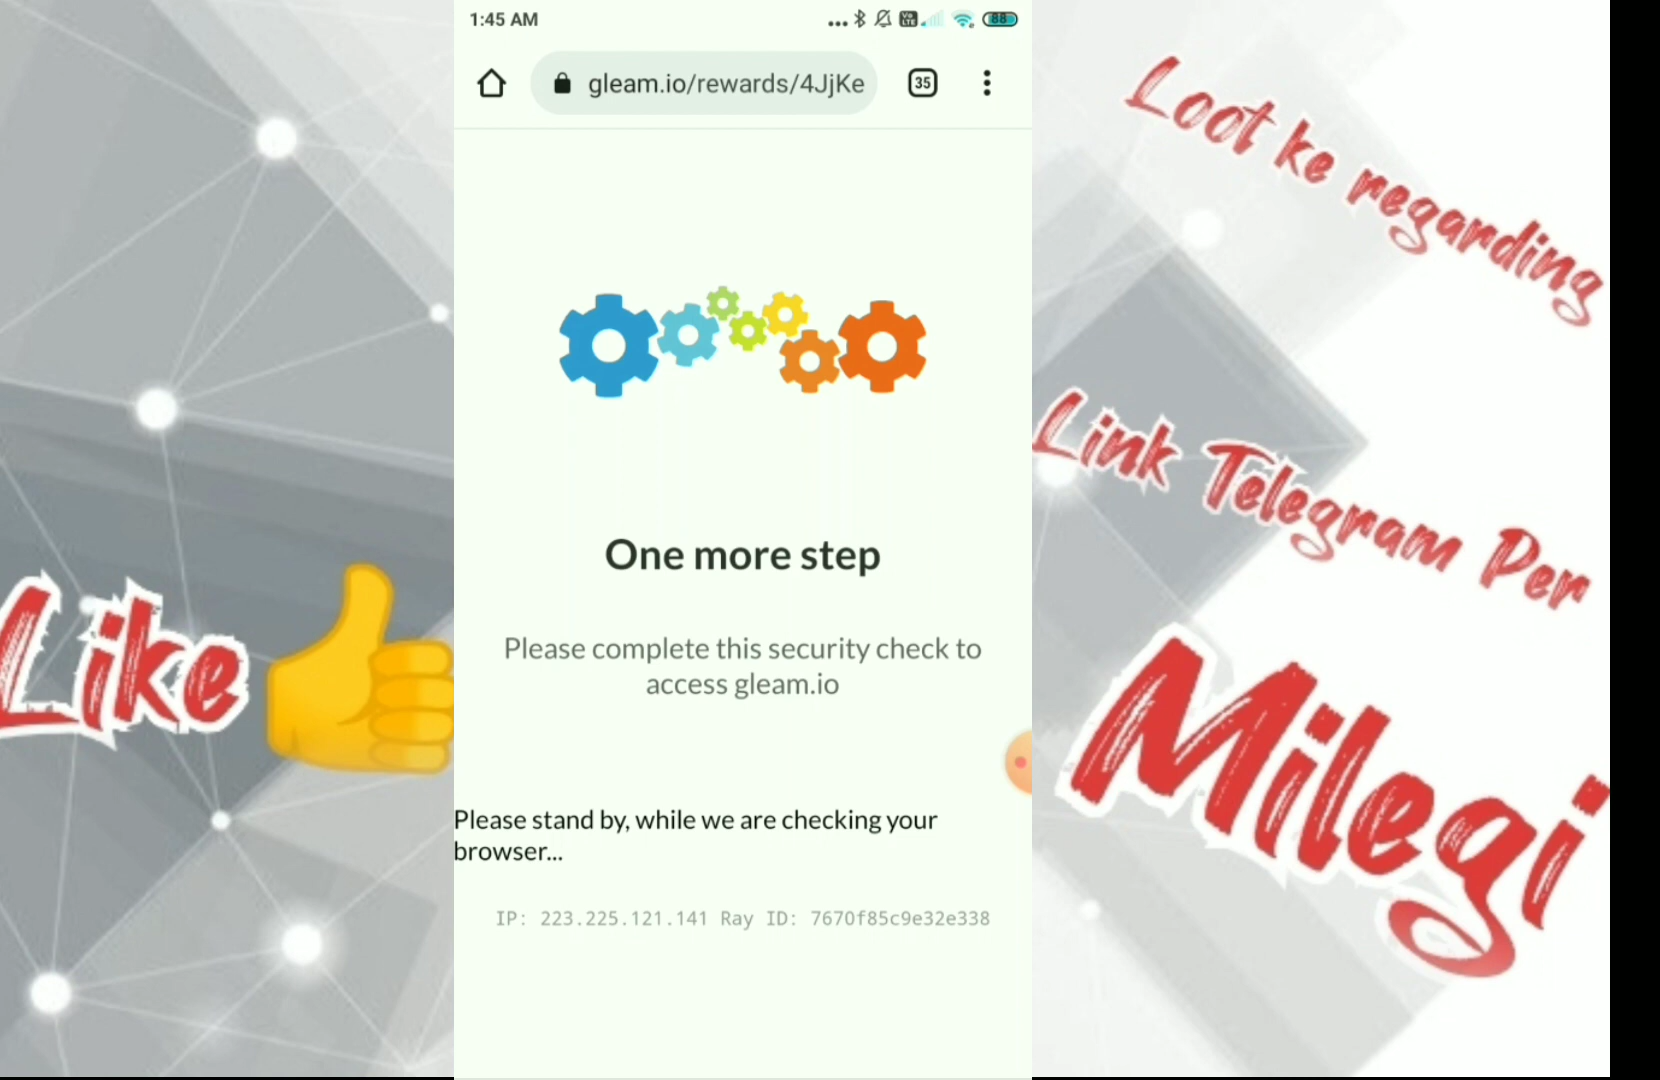 1:45 AM
88
gleam.io/rewards/4JjKe
35
One more step
Please complete this security check to
access gleam.io
Please stand by, while we are checking your
browser...
IP: 223.225.121.141 Ray ID: 7670f85c9e32e338
Like
Loot ke regarding
Link Telegram Per
Milegi